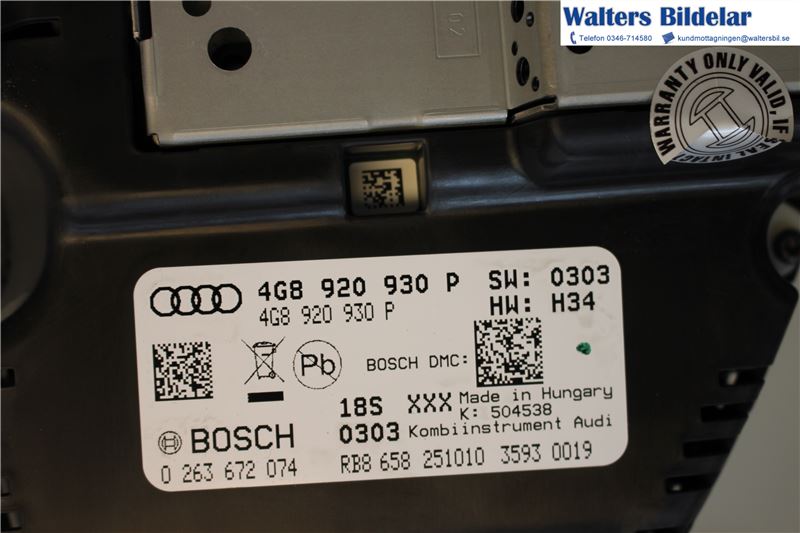 Walters Bildelar
Telefon 0346-714580 kundmottagningen@waltersbil.se
WARRANTY ONLY VALID, IF
SEAL INTACT
4G8 920 930 P SW: 0303
4G8 920 930 P HW: H34
Pb BOSCH DMC:
18S XXX Made in Hungary
K: 504538
BOSCH 0303 Kombiinstrument Audi
0 263 672 074 RB8 658 251010 3593 0019